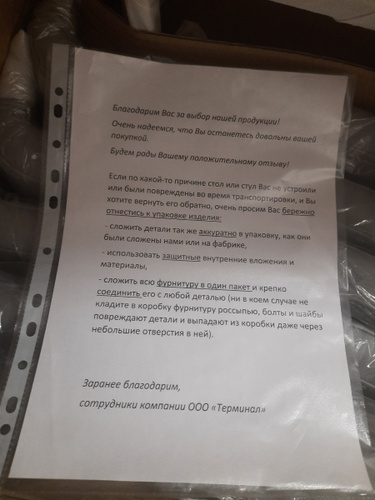 Благодарим Вас за выбор нашей продукции!
Очень надеемся, что Вы останетесь довольны вашей
покупкой.
Будем рады Вашему положительному отзыву!
Если по какой-то причине стол или стул Вас не устроили
или были повреждены во время транспортировки, и Вы
хотите вернуть его обратно, очень просим Вас бережно
отнестись к упаковке изделия:
- сложить детали так же аккуратно в упаковку, как они
были сложены нами или на фабрике,
- использовать защитные внутренние вложения и
материалы,
- сложить всю фурнитуру в один пакет и крепко
соединить его с любой деталью (ни в коем случае не
кладите в коробку фурнитуру россыпью, болты и шайбы
повреждают детали и выпадают из коробки даже через
небольшие отверстия в ней).
Заранее благодарим,
сотрудники компании ООО «Терминал»